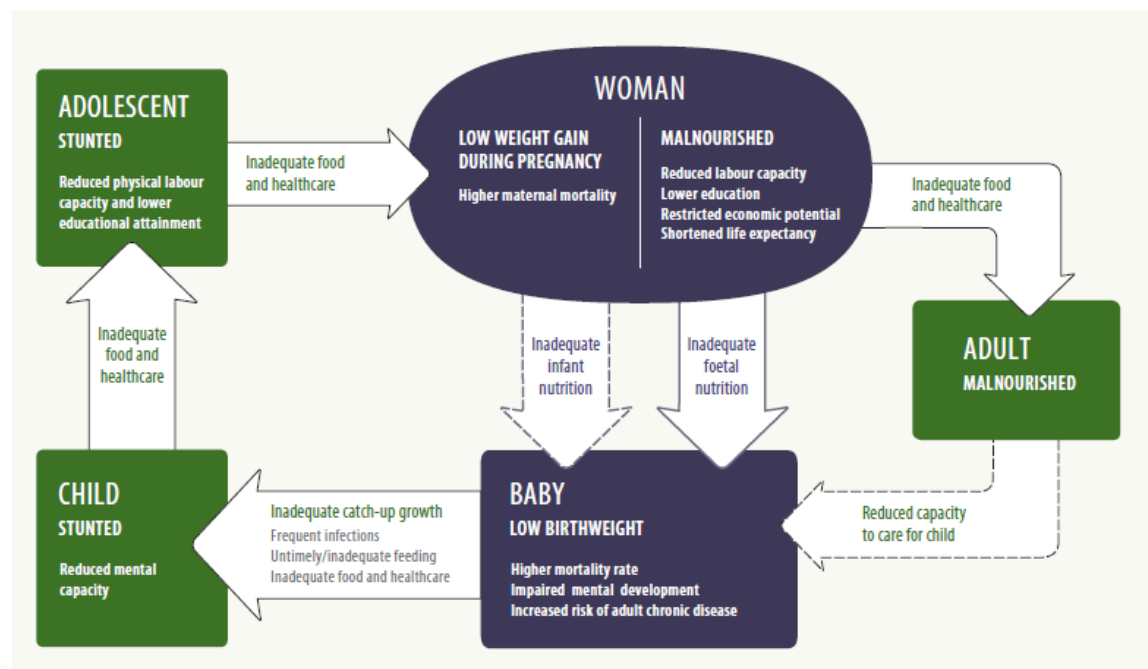 WOMAN
LOW WEIGHT GAIN
DURING PREGNANCY
Higher maternal mortality
MALNOURISHED
Reduced labour capacity
Lower education
Restricted economic potential
Shortened life expectancy
ADOLESCENT
STUNTED
Reduced physical labour
capacity and lower
educational attainment
Inadequate food
and healthcare
Inadequate food
and healthcare
Inadequate
food and
healthcare
Inadequate
infant
nutrition
Inadequate
foetal
nutrition
ADULT
MALNOURISHED
CHILD
STUNTED
Reduced mental
capacity
Inadequate catch-up growth
Frequent infections
Untimely/inadequate feeding
Inadequate food and healthcare
BABY
LOW BIRTHWEIGHT
Higher mortality rate
Impaired mental development
Increased risk of adult chronic disease
Reduced capacity
to care for child